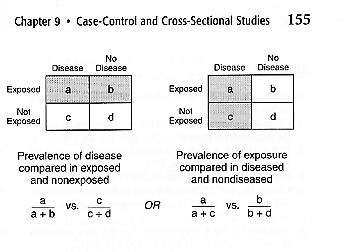 Chapter 9 • Case-Control and Cross-Sectional Studies 155
Disease No Disease
Exposed a b
Not Exposed c d
Disease No Disease
Exposed a b
Not Exposed c d
Prevalence of disease
compared in exposed
and nonexposed
a/a + b vs. c/c + d
OR
Prevalence of exposure
compared in diseased
and nondiseased
a/a + c vs. b/b + d